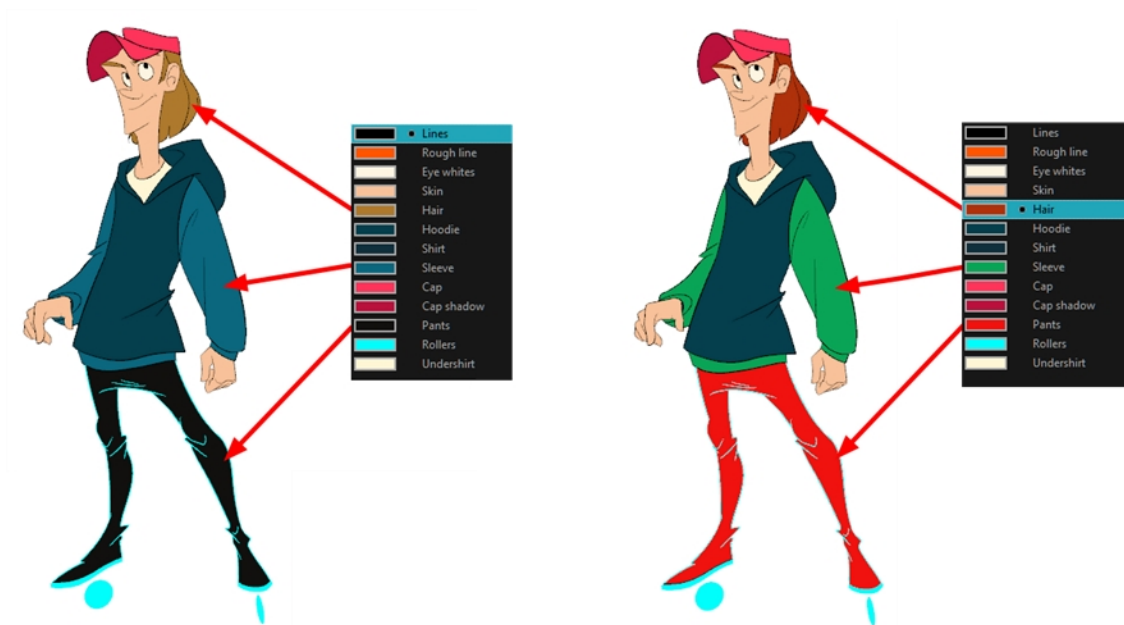 Lines
Rough line
Eye whites
Skin
Hair
Hoodie
Shirt
Sleeve
Cap
Cap shadow
Pants
Rollers
Undershirt
Lines
Rough line
Eye whites
Skin
Hair
Hoodie
Shirt
Sleeve
Cap
Cap shadow
Pants
Rollers
Undershirt